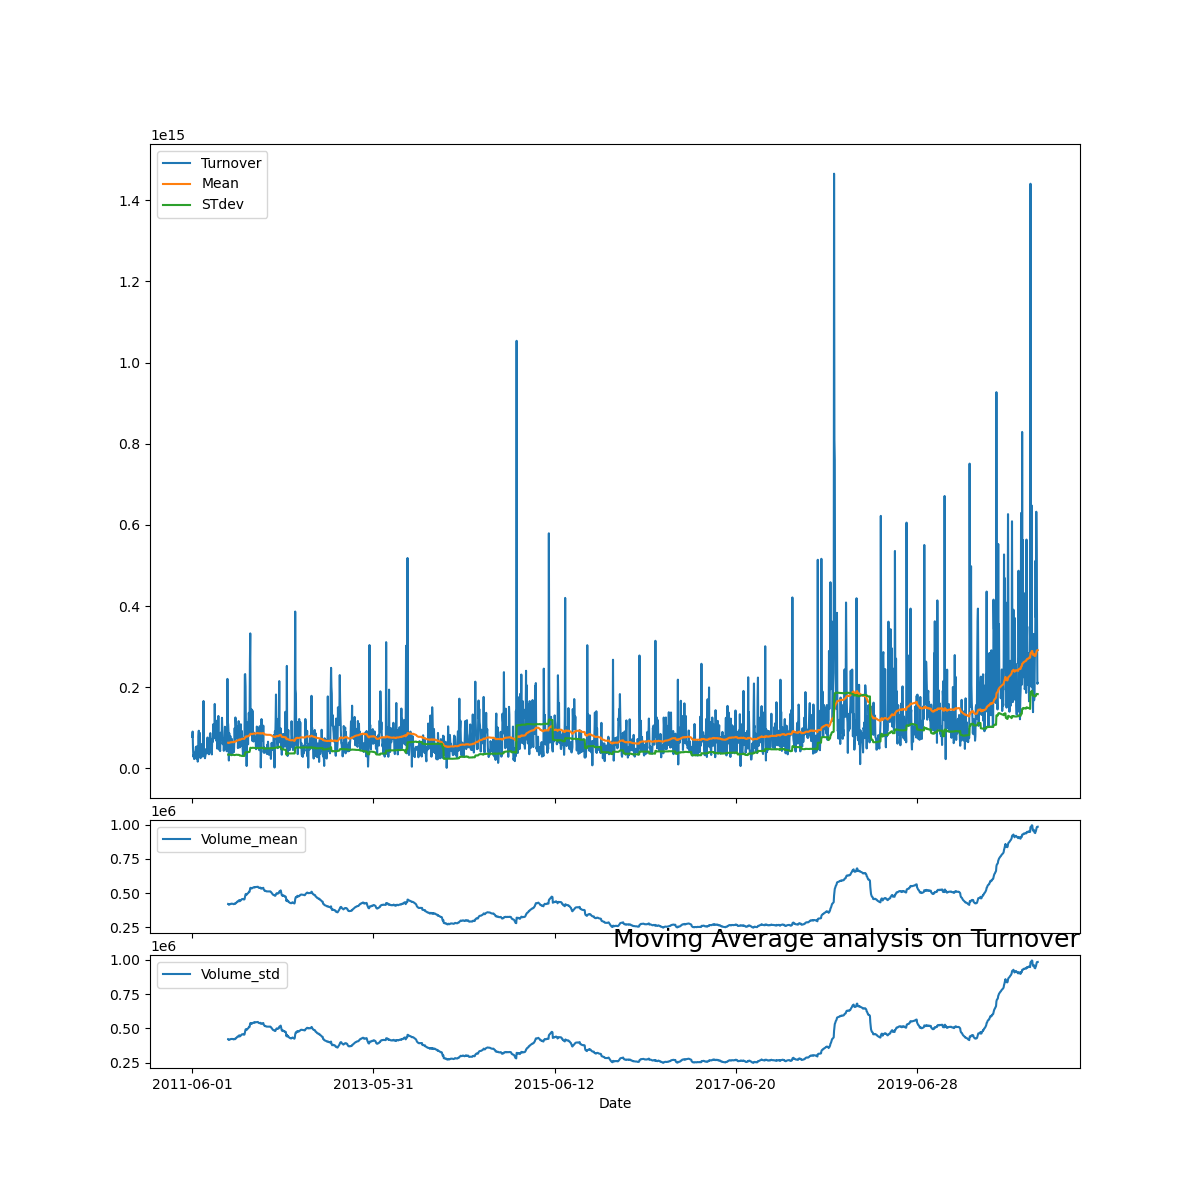 1e15
Turnover
Mean
STdev
1.4
1.2
1.0
0.8
0.6
0.4
0.2
0.0
1e6
Volume_mean
1.00
0.75
0.50
0.25
Moving Average analysis on Turnover
1e6
Volume_std
1.00
0.75
0.50
0.25
2011-06-01 2013-05-31 2015-06-12 2017-06-20 2019-06-28
Date